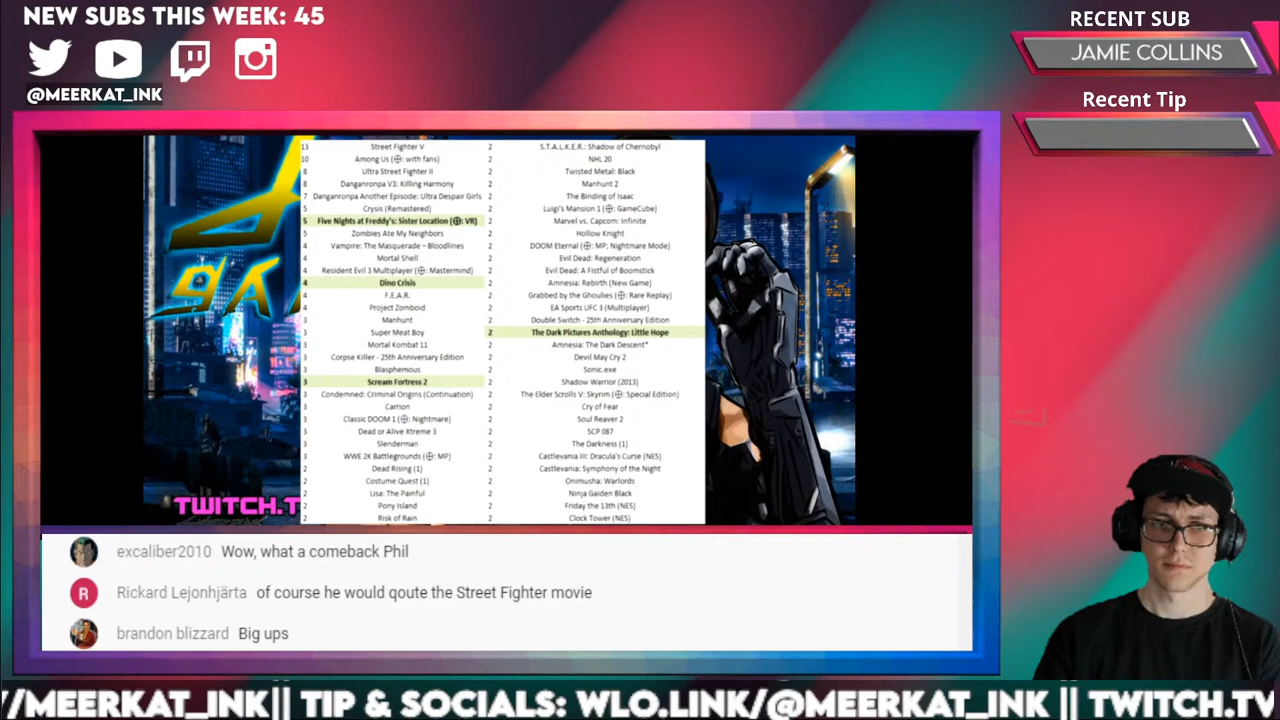 NEW SUBS THIS WEEK: 45
@MEERKAT_INK
RECENT SUB
JAMIE COLLINS
Recent Tip
13 Street Fighter V
10 Among Us (🌐: with fans)
8 Ultra Street Fighter II
8 Danganronpa V3: Killing Harmony
7 Danganronpa Another Episode: Ultra Despair Girls
5 Crysis (Remastered)
5 Five Nights at Freddy's: Sister Location (🌐: VR)
5 Zombies Ate My Neighbors
4 Vampire: The Masquerade – Bloodlines
4 Mortal Shell
4 Resident Evil 3 Multiplayer (🌐: Mastermind)
4 Dino Crisis
4 F.E.A.R.
4 Project Zomboid
3 Manhunt
3 Super Meat Boy
3 Mortal Kombat 11
3 Corpse Killer - 25th Anniversary Edition
3 Blasphemous
3 Scream Fortress 2
3 Condemned: Criminal Origins (Continuation)
3 Carrion
3 Classic DOOM 1 (🌐: Nightmare)
3 Dead or Alive Xtreme 3
3 Slenderman
3 WWE 2K Battlegrounds (🌐: MP)
2 Dead Rising (1)
2 Costume Quest (1)
2 Lisa: The Painful
2 Pony Island
2 Risk of Rain
2 S.T.A.L.K.E.R.: Shadow of Chernobyl
2 NHL 20
2 Twisted Metal: Black
2 Manhunt 2
2 The Binding of Isaac
2 Luigi's Mansion 1 (🌐: GameCube)
2 Marvel vs. Capcom: Infinite
2 Hollow Knight
2 DOOM Eternal (🌐: MP; Nightmare Mode)
2 Evil Dead: Regeneration
2 Evil Dead: A Fistful of Boomstick
2 Amnesia: Rebirth (New Game)
2 Grabbed by the Ghoulies (🌐: Rare Replay)
2 EA Sports UFC 3 (Multiplayer)
2 Double Switch - 25th Anniversary Edition
2 The Dark Pictures Anthology: Little Hope
2 Amnesia: The Dark Descent*
2 Devil May Cry 2
2 Sonic.exe
2 Shadow Warrior (2013)
2 The Elder Scrolls V: Skyrim (🌐: Special Edition)
2 Cry of Fear
2 Soul Reaver 2
2 SCP 087
2 The Darkness (1)
2 Castlevania III: Dracula's Curse (NES)
2 Castlevania: Symphony of the Night
2 Onimusha: Warlords
2 Ninja Gaiden Black
2 Friday the 13th (NES)
2 Clock Tower (NES)
TWITCH.T
excaliber2010 Wow, what a comeback Phil
R Rickard Lejonhjärta of course he would qoute the Street Fighter movie
brandon blizzard Big ups
/MEERKAT_INK || TIP & SOCIALS: WLO.LINK/@MEERKAT_INK || TWITCH.TV